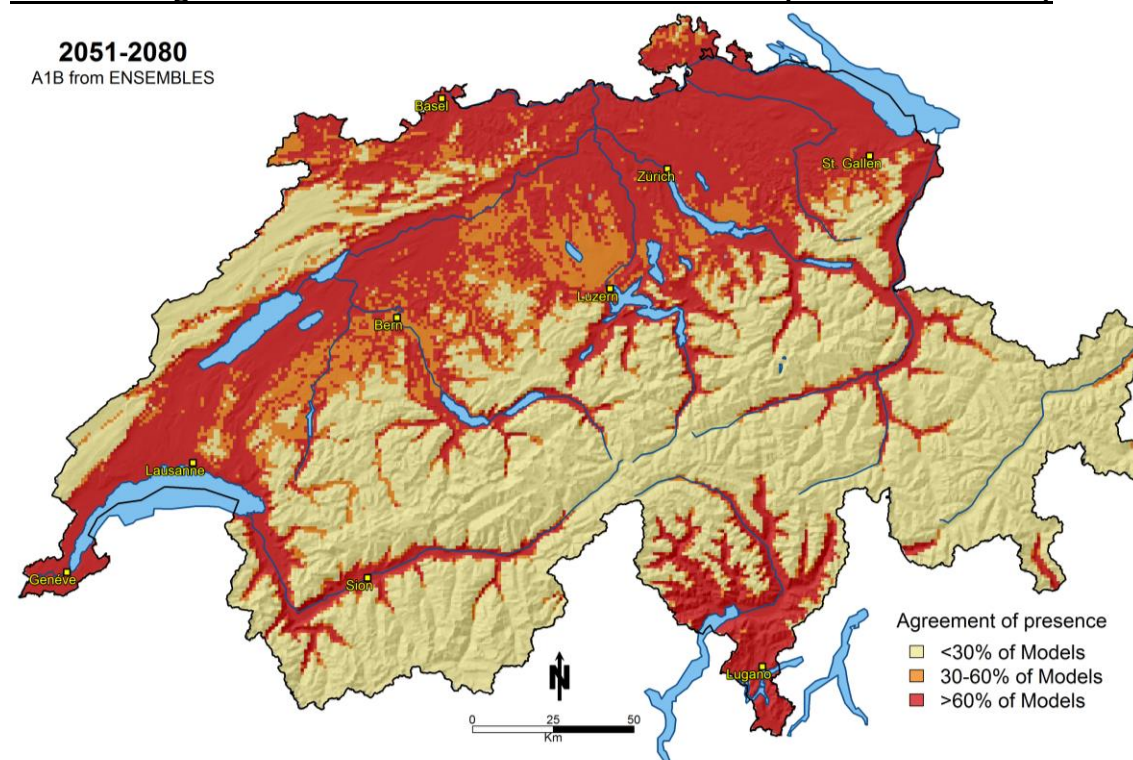 2051-2080
A1B from ENSEMBLES
Basel
St. Gallen
Zürich
Luzern
Bern
Lausanne
Genève
Sion
Lugano
N
Agreement of presence
<30% of Models
30-60% of Models
>60% of Models
0 25 50
Km